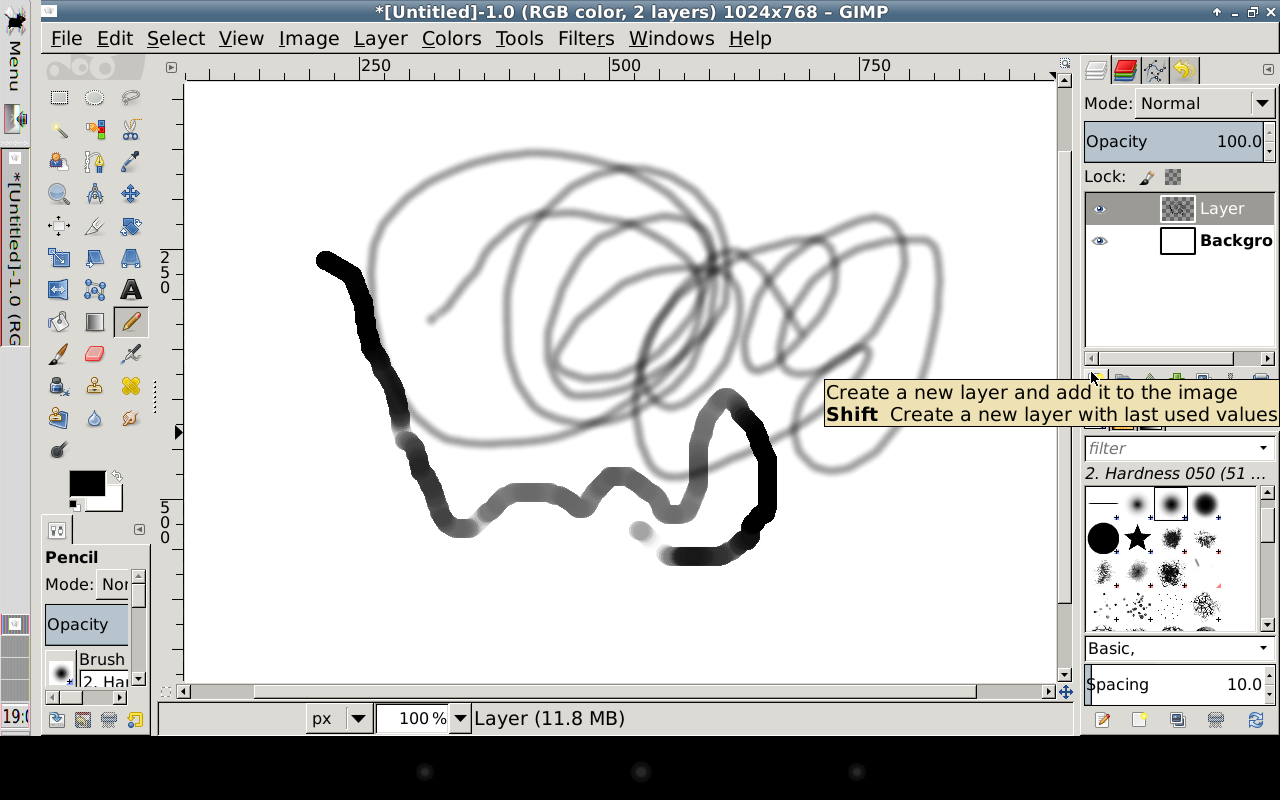 *[Untitled]-1.0 (RGB color, 2 layers) 1024x768 – GIMP
File Edit Select View Image Layer Colors Tools Filters Windows Help
Menu
*[Untitled]-1.0 (RG
19:0
250 500 750
250
500
Mode: Normal
Opacity 100.0
Lock:
Layer
Backgro
Create a new layer and add it to the image
Shift Create a new layer with last used values
filter
2. Hardness 050 (51 ...
Basic,
Spacing 10.0
Pencil
Mode: Nor
Opacity
Brush
2. Har
px 100 % Layer (11.8 MB)